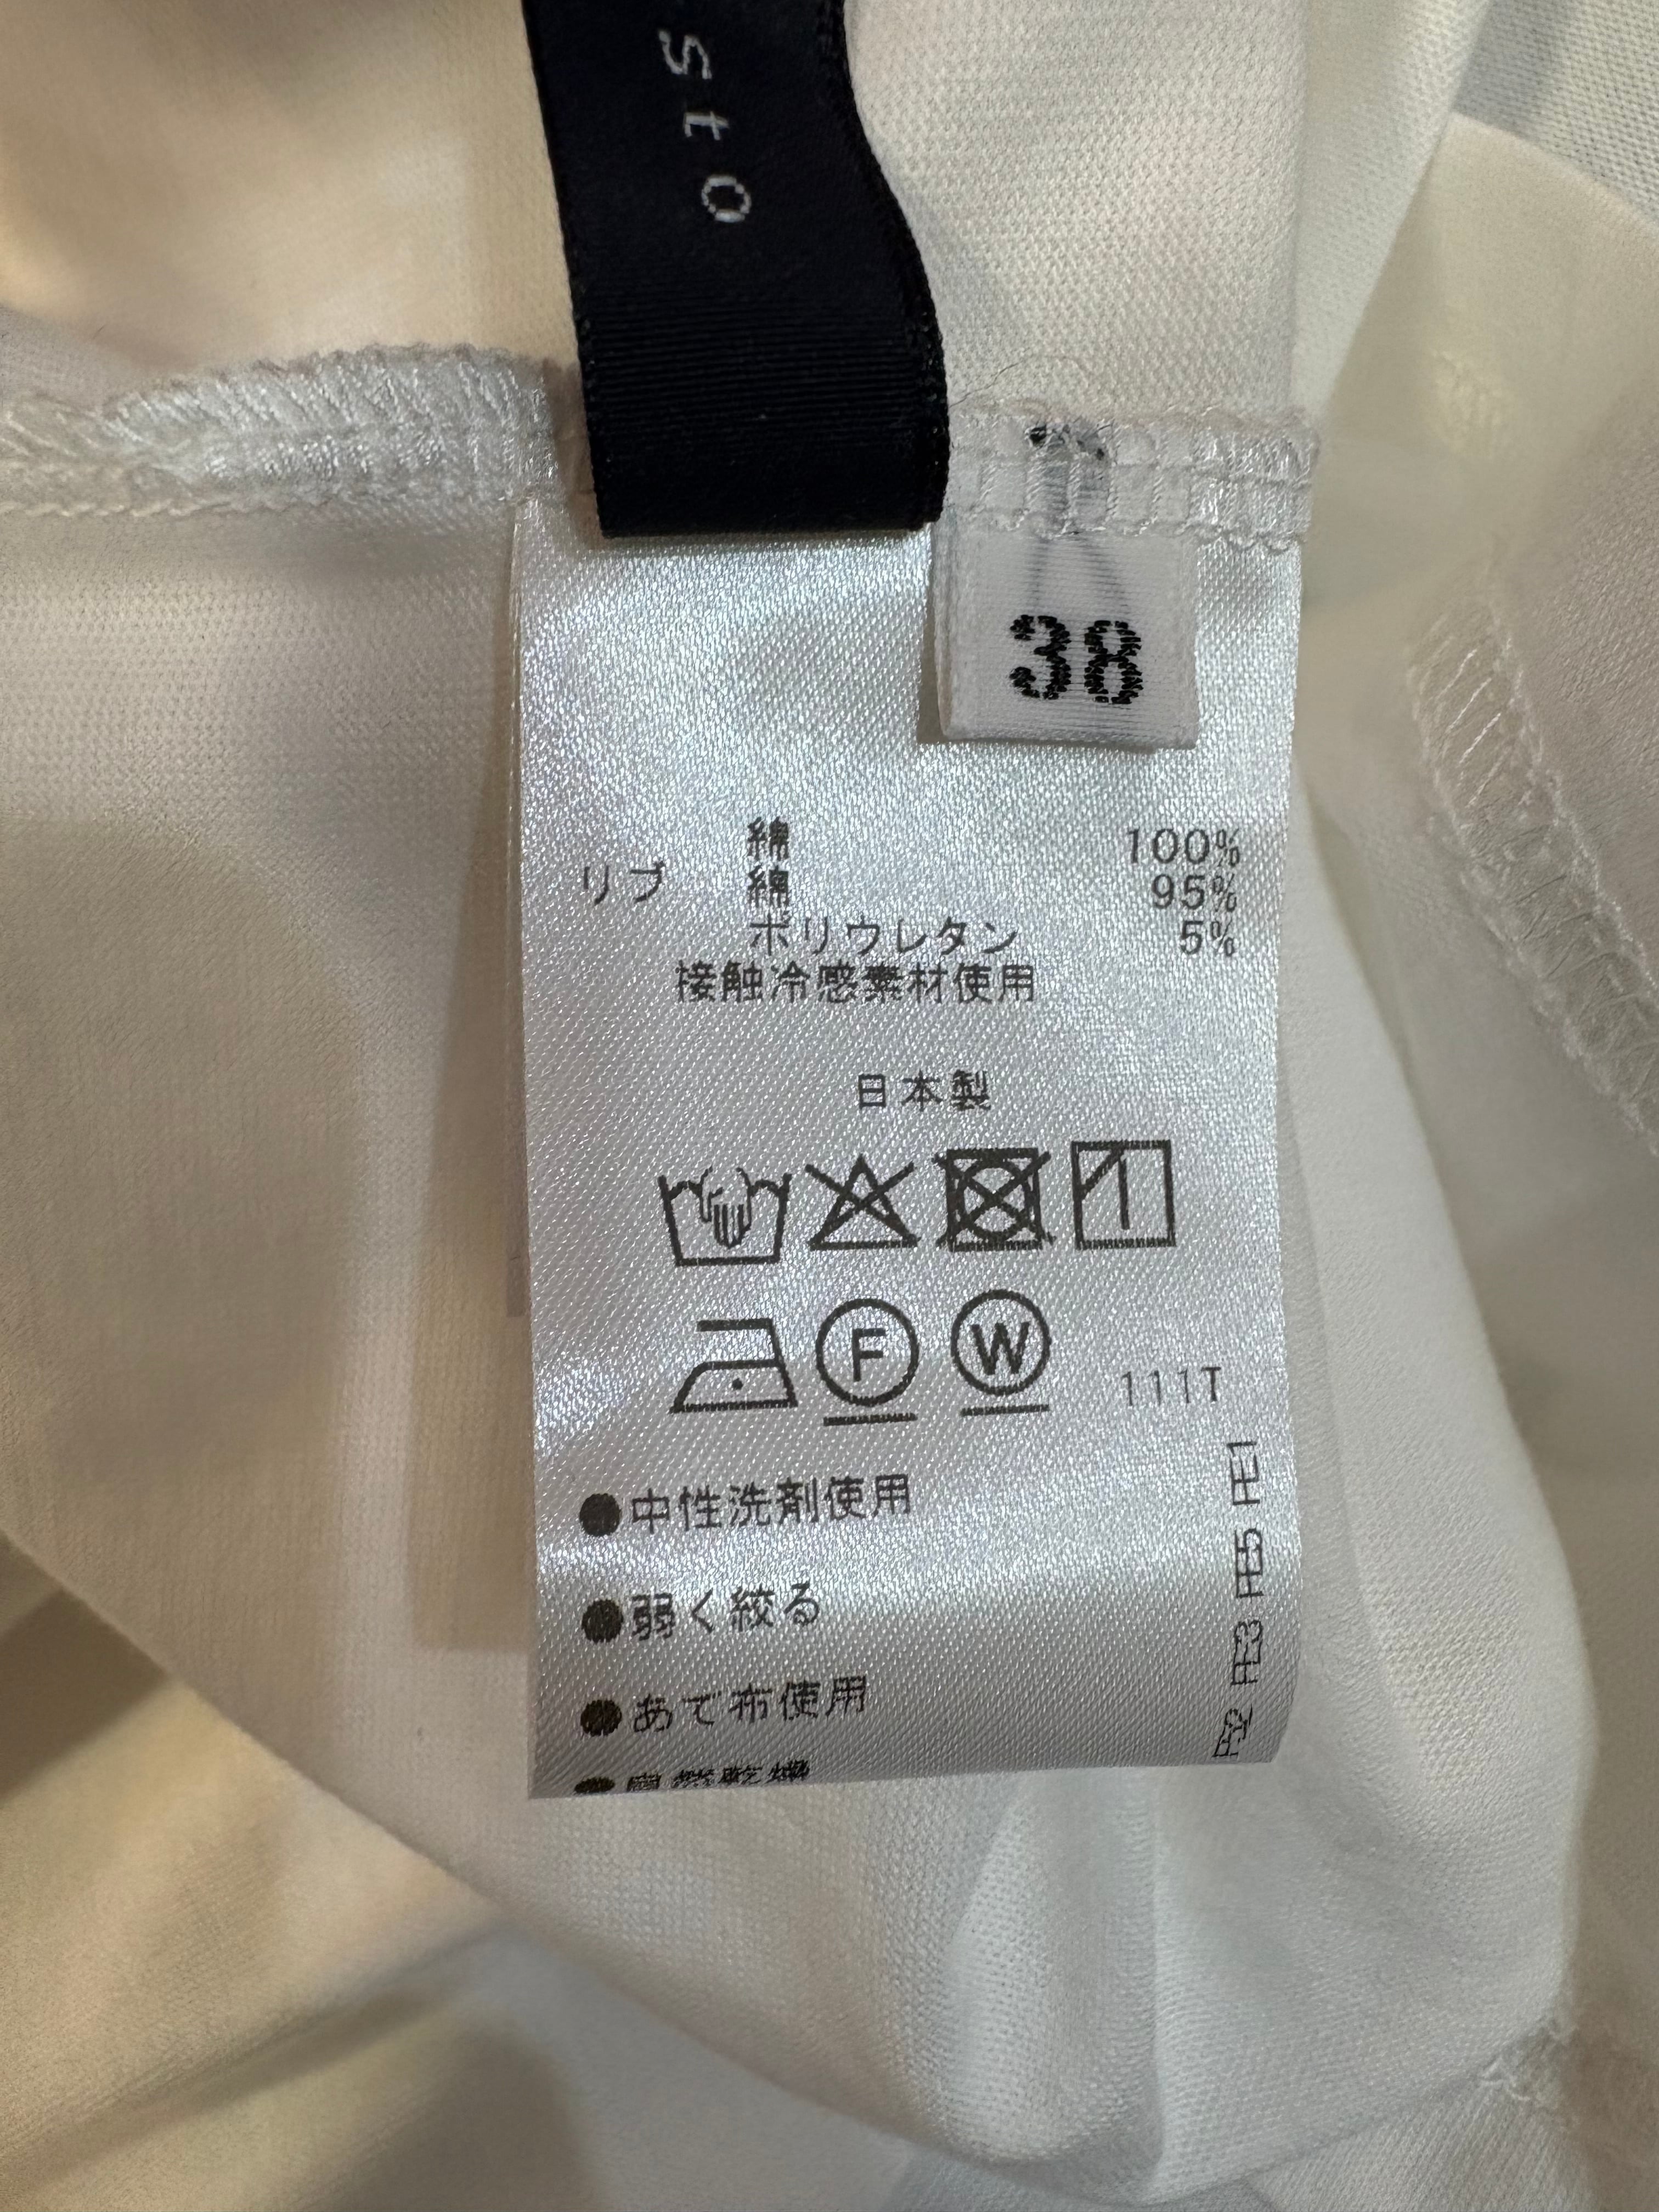 sto
38
綿 100%
リブ 綿 95%
ポリウレタン 5%
接触冷感素材使用
日本製
F W
111T
●中性洗剤使用
●弱く絞る
●あて布使用